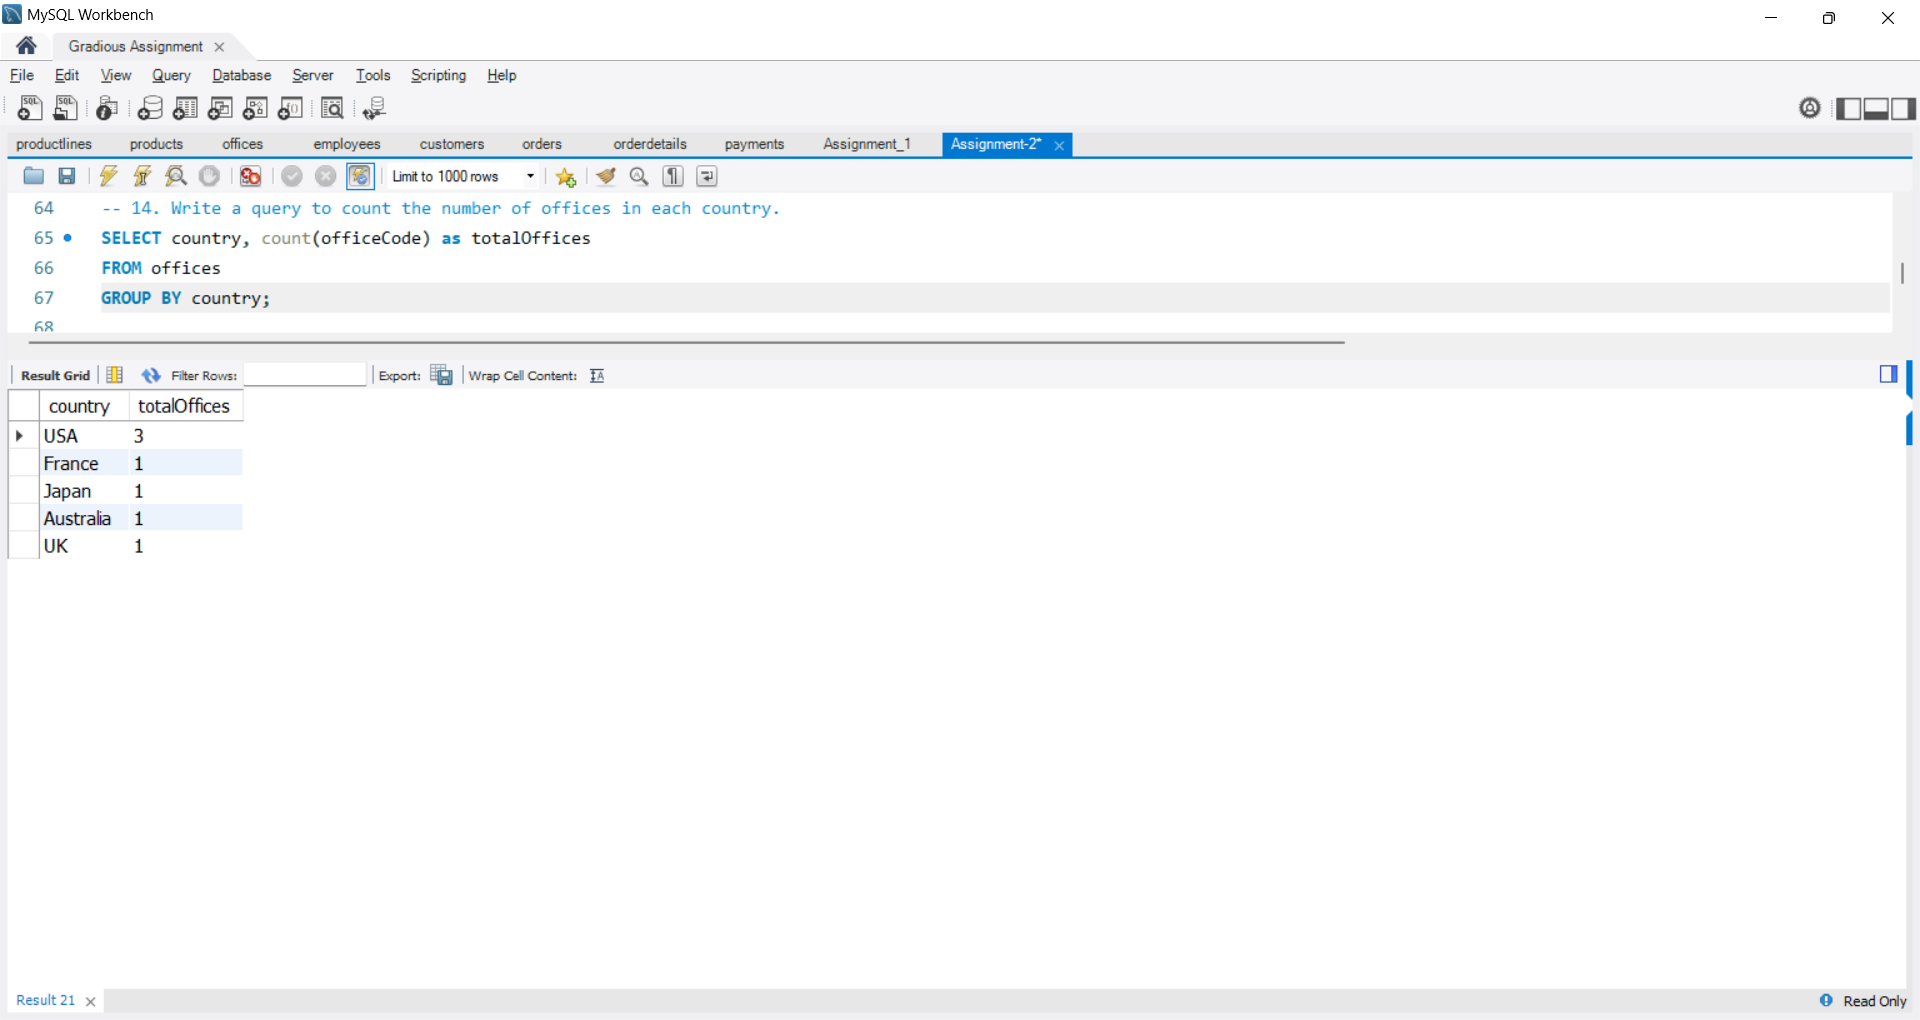 MySQL Workbench
Gradious Assignment
File Edit View Query Database Server Tools Scripting Help
productlines products offices employees customers orders orderdetails payments Assignment_1 Assignment-2*
Limit to 1000 rows
64 -- 14. Write a query to count the number of offices in each country.
65 SELECT country, count(officeCode) as totalOffices
66 FROM offices
67 GROUP BY country;
68
Result Grid Filter Rows: Export: Wrap Cell Content:
country totalOffices
USA 3
France 1
Japan 1
Australia 1
UK 1
Result 21 Read Only